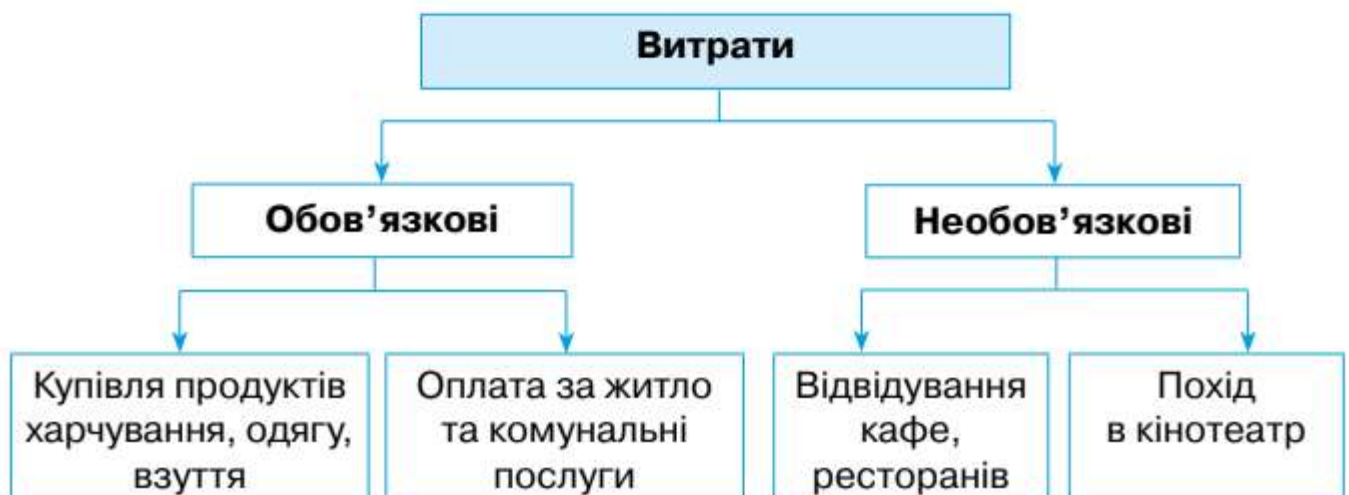 Витрати
Обов’язкові
Необов’язкові
Купівля продуктів
харчування, одягу,
взуття
Оплата за житло
та комунальні
послуги
Відвідування
кафе,
ресторанів
Похід
в кінотеатр